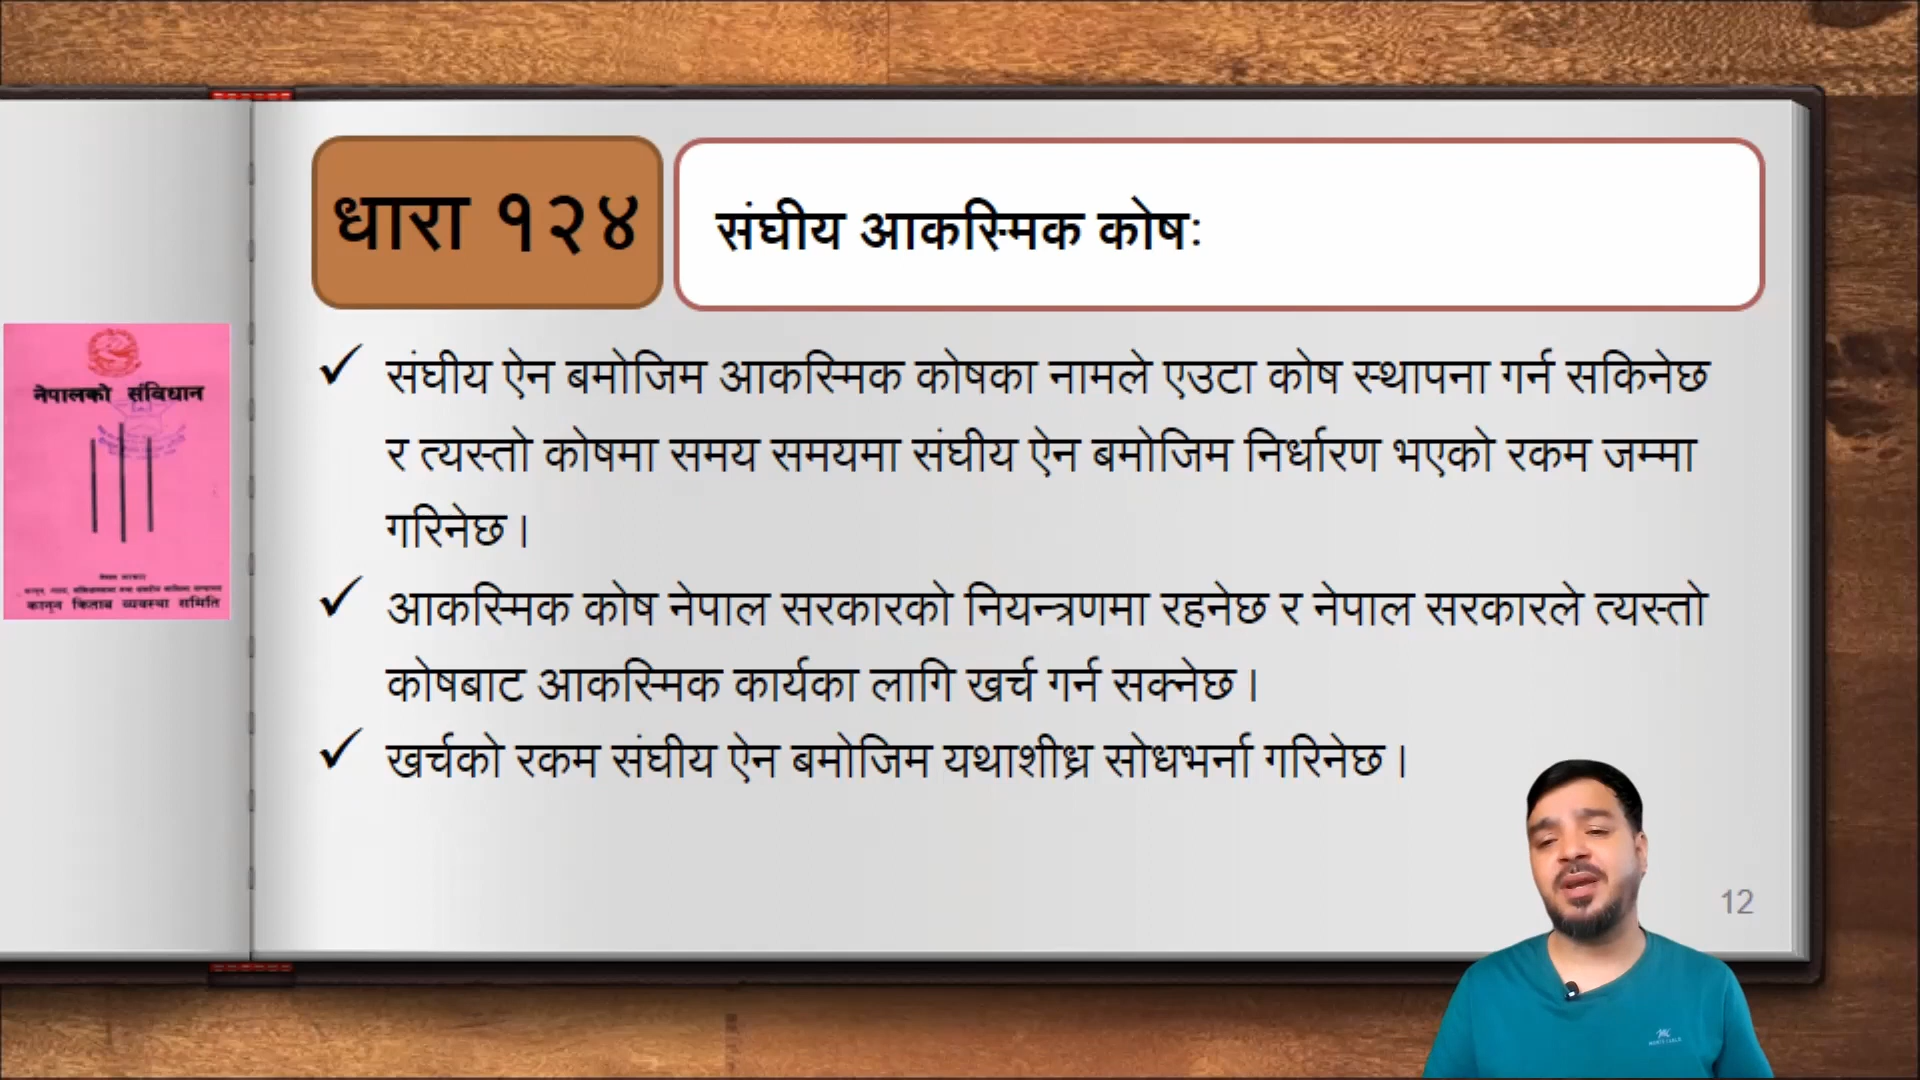 धारा १२४
संघीय आकस्मिक कोषः
संघीय ऐन बमोजिम आकस्मिक कोषका नामले एउटा कोष स्थापना गर्न सकिनेछ
र त्यस्तो कोषमा समय समयमा संघीय ऐन बमोजिम निर्धारण भएको रकम जम्मा
गरिनेछ।
आकस्मिक कोष नेपाल सरकारको नियन्त्रणमा रहनेछ र नेपाल सरकारले त्यस्तो
कोषबाट आकस्मिक कार्यका लागि खर्च गर्न सक्नेछ।
खर्चको रकम संघीय ऐन बमोजिम यथाशीघ्र सोधभर्ना गरिनेछ।
12
नेपालको संविधान
नेपाल सरकार
कानून किताब व्यवस्था समिति